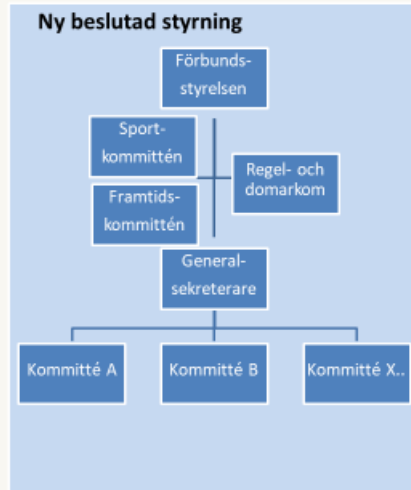 Ny beslutad styrning
Förbunds-
styrelsen
Sport-
kommittén
Framtids-
kommittén
Regel- och
domarkom
General-
sekreterare
Kommitté A
Kommitté B
Kommitté X..